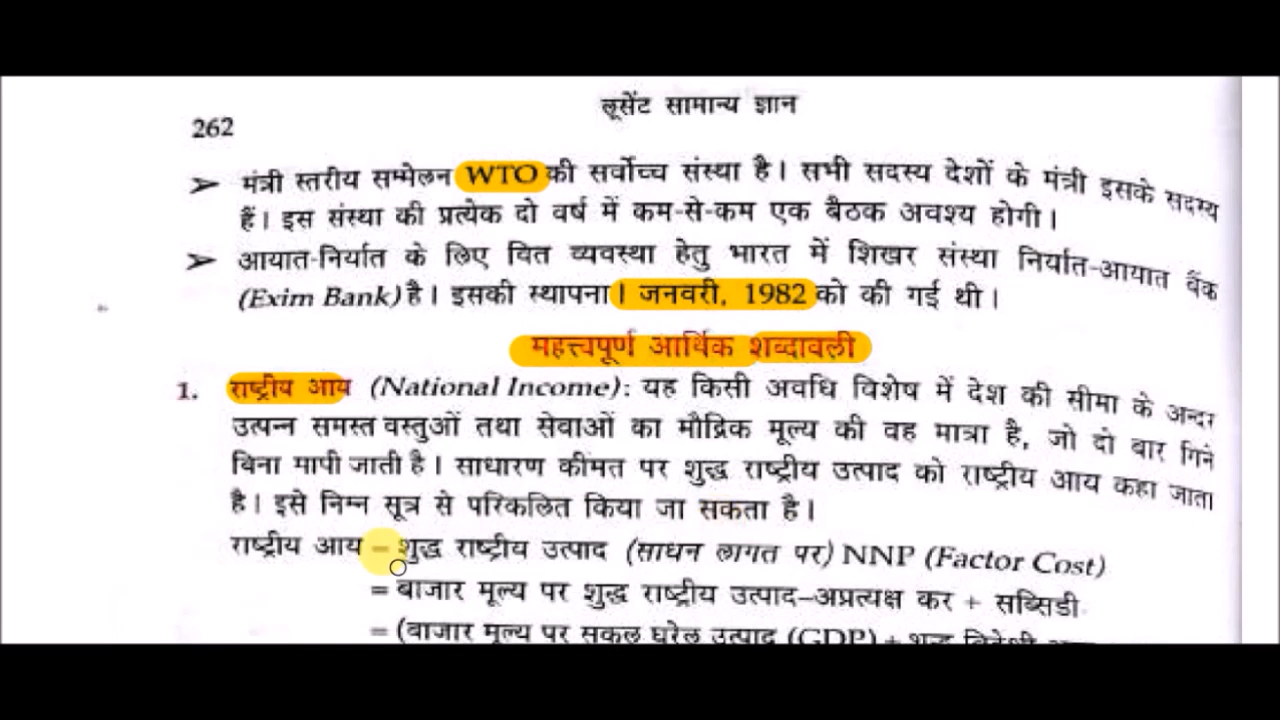 262
लूसेंट सामान्य ज्ञान
➢ मंत्री स्तरीय सम्मेलन WTO की सर्वोच्च संस्था है। सभी सदस्य देशों के मंत्री इसके सदस्य
हैं। इस संस्था की प्रत्येक दो वर्ष में कम-से-कम एक बैठक अवश्य होगी।
➢ आयात-निर्यात के लिए वित व्यवस्था हेतु भारत में शिखर संस्था निर्यात-आयात बैंक
(Exim Bank) है। इसकी स्थापना 1 जनवरी, 1982 को की गई थी।
महत्त्वपूर्ण आर्थिक शब्दावली
1. राष्ट्रीय आय (National Income): यह किसी अवधि विशेष में देश की सीमा के अन्दर
उत्पन्न समस्त वस्तुओं तथा सेवाओं का मौद्रिक मूल्य की वह मात्रा है, जो दो बार गिने
बिना मापी जाती है। साधारण कीमत पर शुद्ध राष्ट्रीय उत्पाद को राष्ट्रीय आय कहा जाता
है। इसे निम्न सूत्र से परिकलित किया जा सकता है।
राष्ट्रीय आय = शुद्ध राष्ट्रीय उत्पाद (साधन लागत पर) NNP (Factor Cost)
= बाजार मूल्य पर शुद्ध राष्ट्रीय उत्पाद–अप्रत्यक्ष कर + सब्सिडी
= (बाजार मूल्य पर सकल घरेलू उत्पाद (GDP) + शुद्ध विदेशी